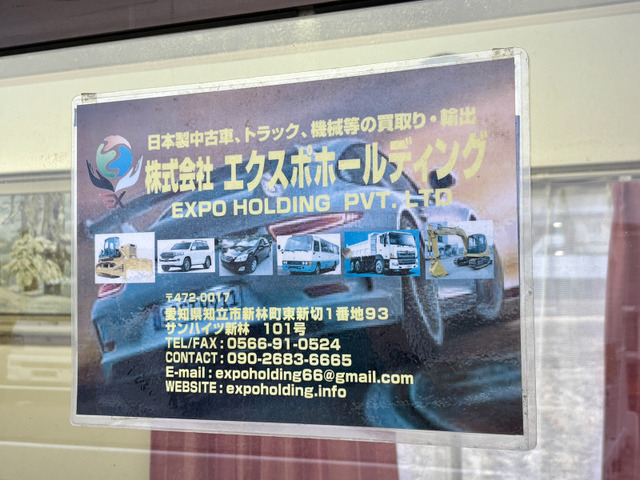 日本製中古車、トラック、機械等の買取り・輸出
株式会社 エクスポホールディング
EXPO HOLDING PVT. LTD
EX
〒472-0017
愛知県知立市新林町東新切1番地93
サンハイツ新林 101号
TEL/FAX : 0566-91-0524
CONTACT : 090-2683-6665
E-mail : expoholding66@gmail.com
WEBSITE : expoholding.info